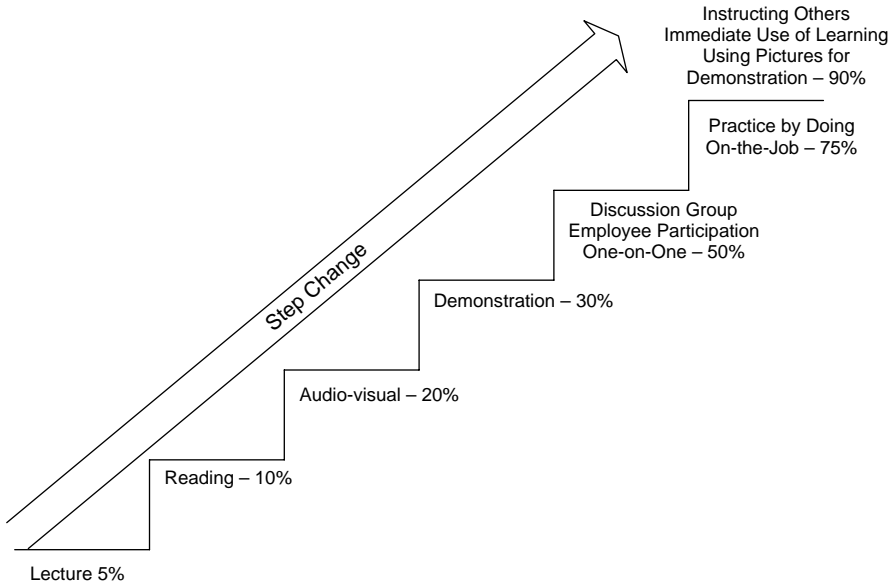 Instructing Others
Immediate Use of Learning
Using Pictures for
Demonstration – 90%
Practice by Doing
On-the-Job – 75%
Discussion Group
Employee Participation
One-on-One – 50%
Step Change
Demonstration – 30%
Audio-visual – 20%
Reading – 10%
Lecture 5%